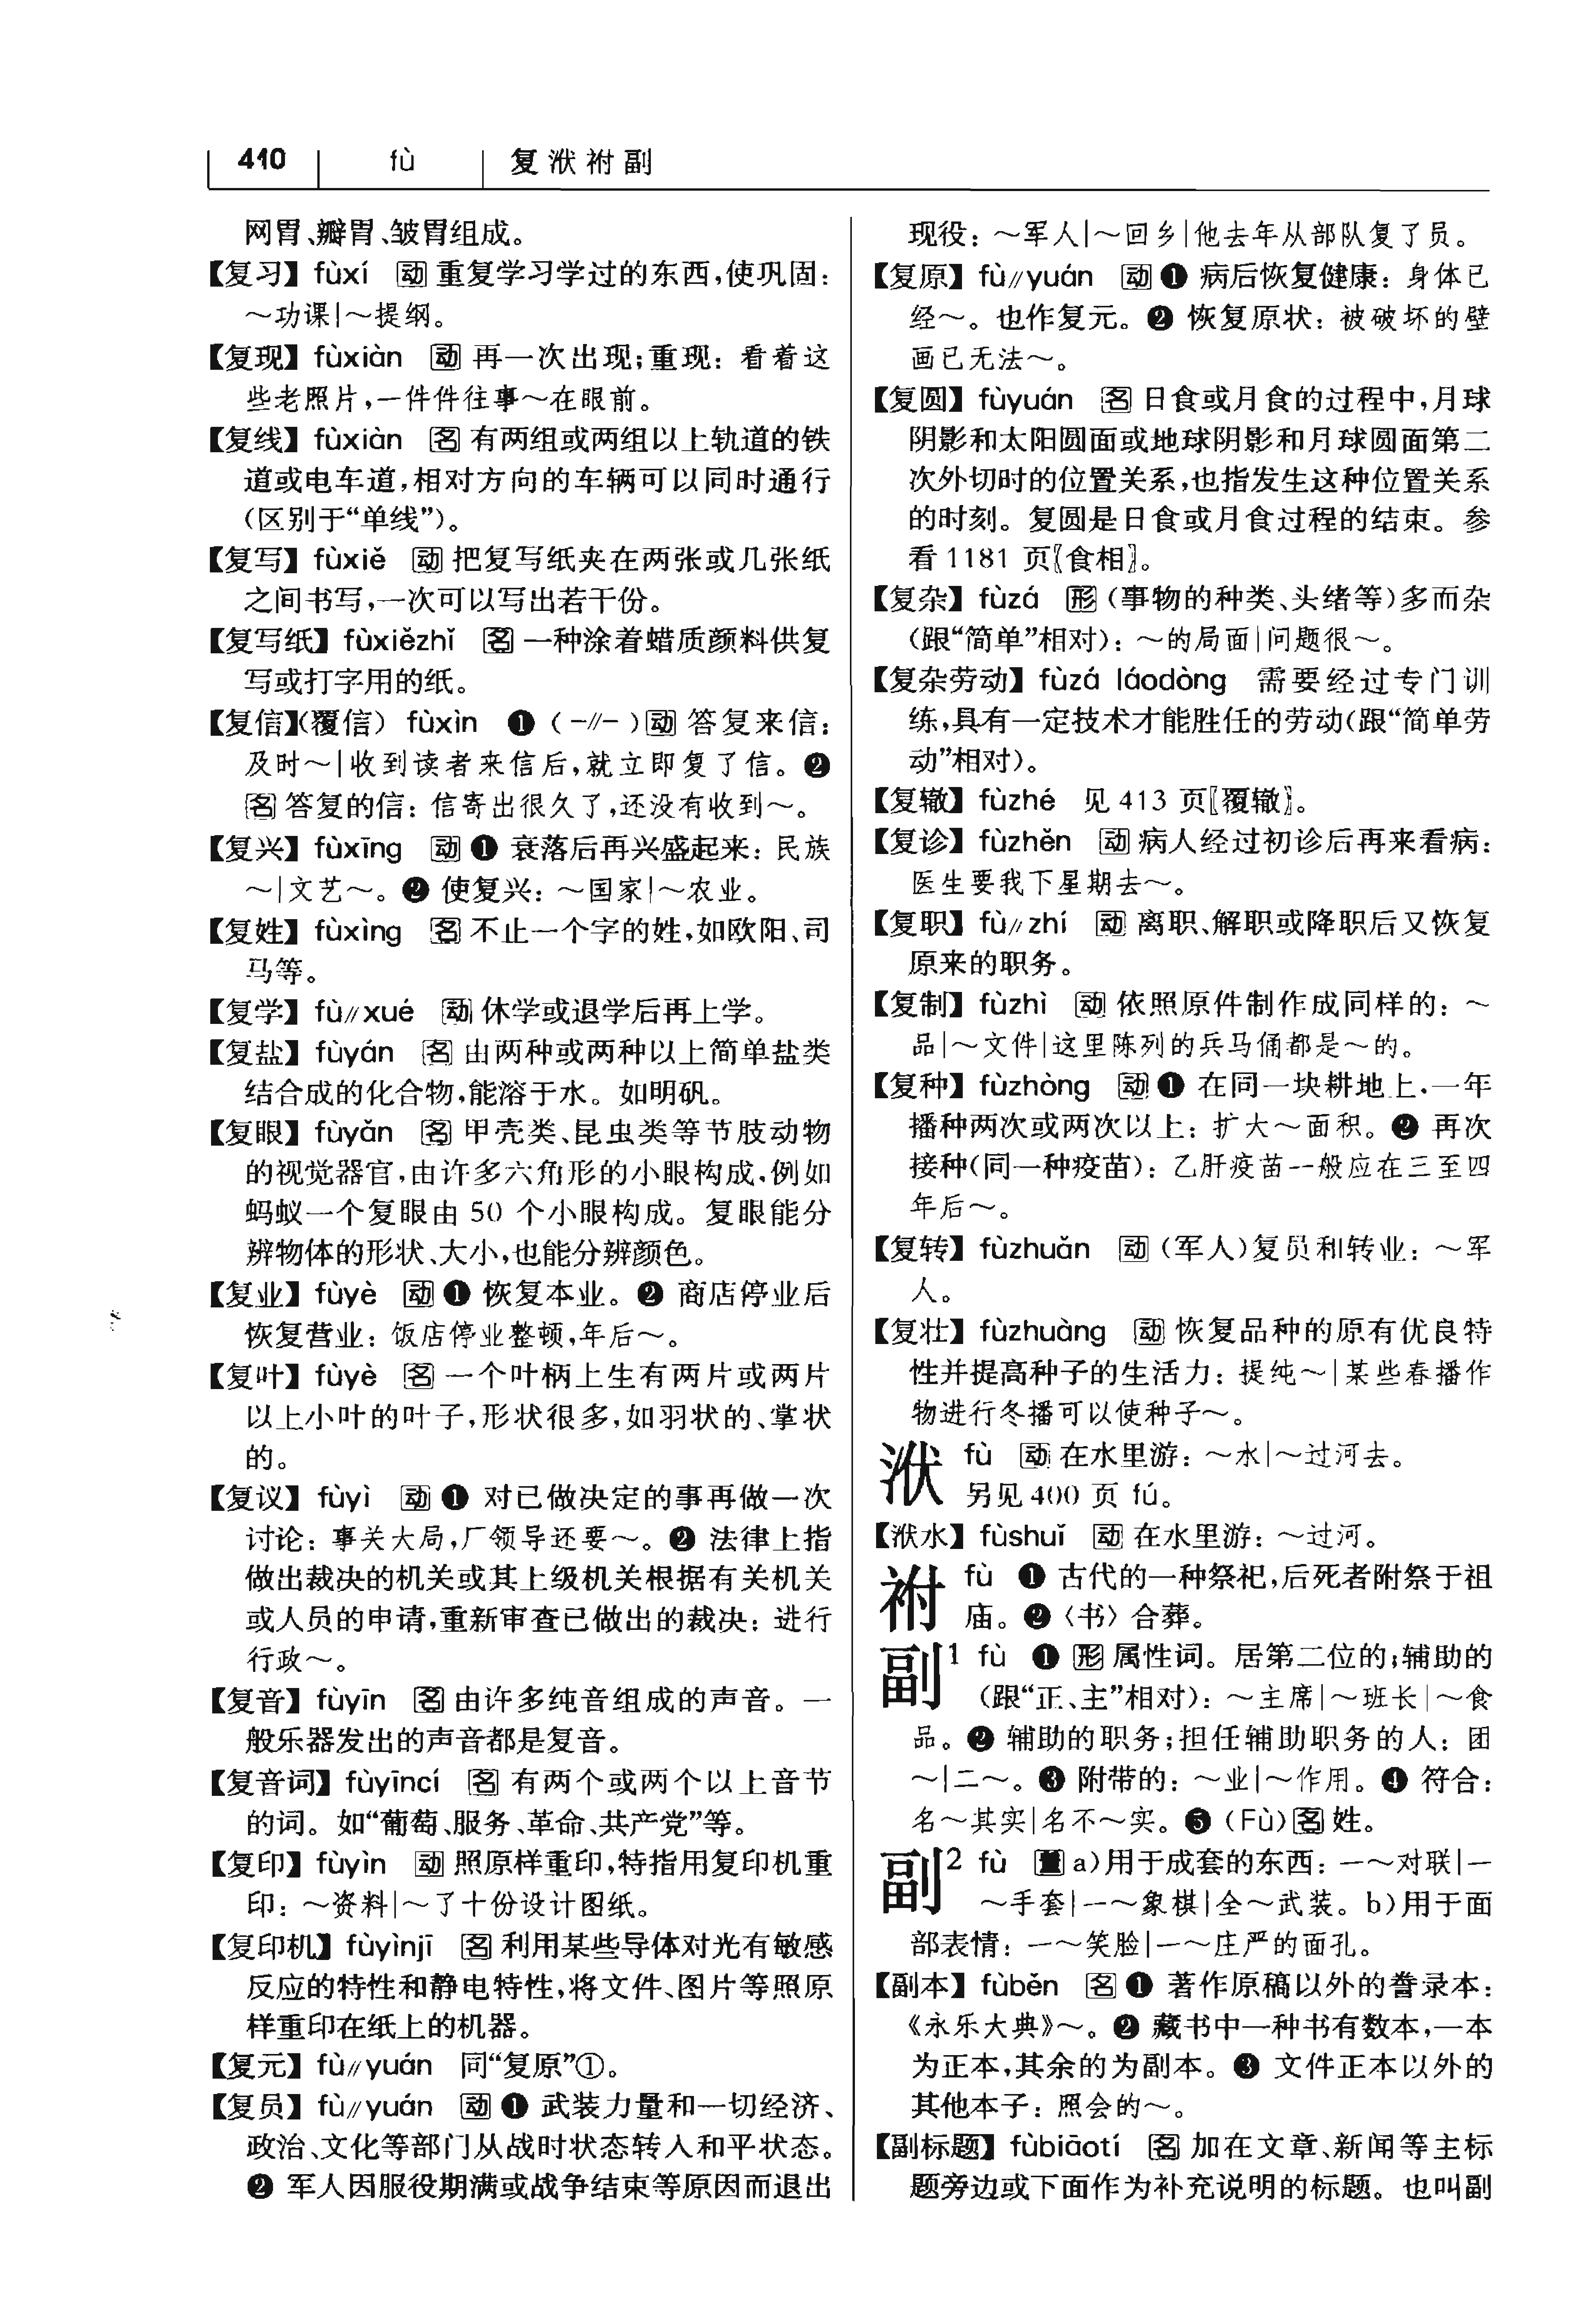 410 fù 复洑祔副
网胃、瓣胃、皱胃组成。
【复习】 fùxí 动 重复学习学过的东西,使巩固:
～功课|～提纲。
【复现】 fùxiàn 动 再一次出现;重现: 看着这
些老照片,一件件往事～在眼前。
【复线】 fùxiàn 名 有两组或两组以上轨道的铁
道或电车道,相对方向的车辆可以同时通行
(区别于“单线”)。
【复写】 fùxiě 动 把复写纸夹在两张或几张纸
之间书写,一次可以写出若干份。
【复写纸】 fùxiězhǐ 名 一种涂着蜡质颜料供复
写或打字用的纸。
【复信】(覆信) fùxìn ❶ (-//-)动 答复来信:
及时～|收到读者来信后,就立即复了信。❷
名 答复的信: 信寄出很久了,还没有收到～。
【复兴】 fùxīng 动 ❶ 衰落后再兴盛起来: 民族
～|文艺～。❷ 使复兴: ～国家|～农业。
【复姓】 fùxìng 名 不止一个字的姓,如欧阳、司
马等。
【复学】 fù//xué 动 休学或退学后再上学。
【复盐】 fùyán 名 由两种或两种以上简单盐类
结合成的化合物,能溶于水。如明矾。
【复眼】 fùyǎn 名 甲壳类、昆虫类等节肢动物
的视觉器官,由许多六角形的小眼构成,例如
蚂蚁一个复眼由 50 个小眼构成。复眼能分
辨物体的形状、大小,也能分辨颜色。
【复业】 fùyè 动 ❶ 恢复本业。❷ 商店停业后
恢复营业: 饭店停业整顿,年后～。
【复叶】 fùyè 名 一个叶柄上生有两片或两片
以上小叶的叶子,形状很多,如羽状的、掌状
的。
【复议】 fùyì 动 ❶ 对已做决定的事再做一次
讨论: 事关大局,厂领导还要～。❷ 法律上指
做出裁决的机关或其上级机关根据有关机关
或人员的申请,重新审查已做出的裁决: 进行
行政～。
【复音】 fùyīn 名 由许多纯音组成的声音。一
般乐器发出的声音都是复音。
【复音词】 fùyīncí 名 有两个或两个以上音节
的词。如“葡萄、服务、革命、共产党”等。
【复印】 fùyìn 动 照原样重印,特指用复印机重
印: ～资料|～了十份设计图纸。
【复印机】 fùyìnjī 名 利用某些导体对光有敏感
反应的特性和静电特性,将文件、图片等照原
样重印在纸上的机器。
【复元】 fù//yuán 同“复原”①。
【复员】 fù//yuán 动 ❶ 武装力量和一切经济、
政治、文化等部门从战时状态转入和平状态。
❷ 军人因服役期满或战争结束等原因而退出
现役: ～军人|～回乡|他去年从部队复了员。
【复原】 fù//yuán 动 ❶ 病后恢复健康: 身体已
经～。也作复元。❷ 恢复原状: 被破坏的壁
画已无法～。
【复圆】 fùyuán 名 日食或月食的过程中,月球
阴影和太阳圆面或地球阴影和月球圆面第二
次外切时的位置关系,也指发生这种位置关系
的时刻。复圆是日食或月食过程的结束。参
看 1181 页〖食相〗。
【复杂】 fùzá 形 (事物的种类、头绪等)多而杂
(跟“简单”相对): ～的局面|问题很～。
【复杂劳动】 fùzá láodòng 需要经过专门训
练,具有一定技术才能胜任的劳动(跟“简单劳
动”相对)。
【复辙】 fùzhé 见 413 页〖覆辙〗。
【复诊】 fùzhěn 动 病人经过初诊后再来看病:
医生要我下星期去～。
【复职】 fù//zhí 动 离职、解职或降职后又恢复
原来的职务。
【复制】 fùzhì 动 依照原件制作成同样的: ～
品|～文件|这里陈列的兵马俑都是～的。
【复种】 fùzhòng 动 ❶ 在同一块耕地上,一年
播种两次或两次以上: 扩大～面积。❷ 再次
接种(同一种疫苗): 乙肝疫苗一般应在三至四
年后～。
【复转】 fùzhuǎn 动 (军人)复员和转业: ～军
人。
【复壮】 fùzhuàng 动 恢复品种的原有优良特
性并提高种子的生活力: 提纯～|某些春播作
物进行冬播可以使种子～。
洑 fù 动 在水里游: ～水|～过河去。
另见 400 页 fú。
【洑水】 fùshuǐ 动 在水里游: ～过河。
祔 fù ❶ 古代的一种祭祀,后死者附祭于祖
庙。❷〈书〉合葬。
副¹ fù ❶ 形 属性词。居第二位的;辅助的
(跟“正、主”相对): ～主席|～班长|～食
品。❷ 辅助的职务;担任辅助职务的人: 团
～|二～。❸ 附带的: ～业|～作用。❹ 符合:
名～其实|名不～实。❺ (Fù)名 姓。
副² fù 量 a)用于成套的东西: 一～对联|一
～手套|一～象棋|全～武装。b)用于面
部表情: 一～笑脸|一～庄严的面孔。
【副本】 fùběn 名 ❶ 著作原稿以外的誊录本:
《永乐大典》～。❷ 藏书中一种书有数本,一本
为正本,其余的为副本。❸ 文件正本以外的
其他本子: 照会的～。
【副标题】 fùbiāotí 名 加在文章、新闻等主标
题旁边或下面作为补充说明的标题。也叫副